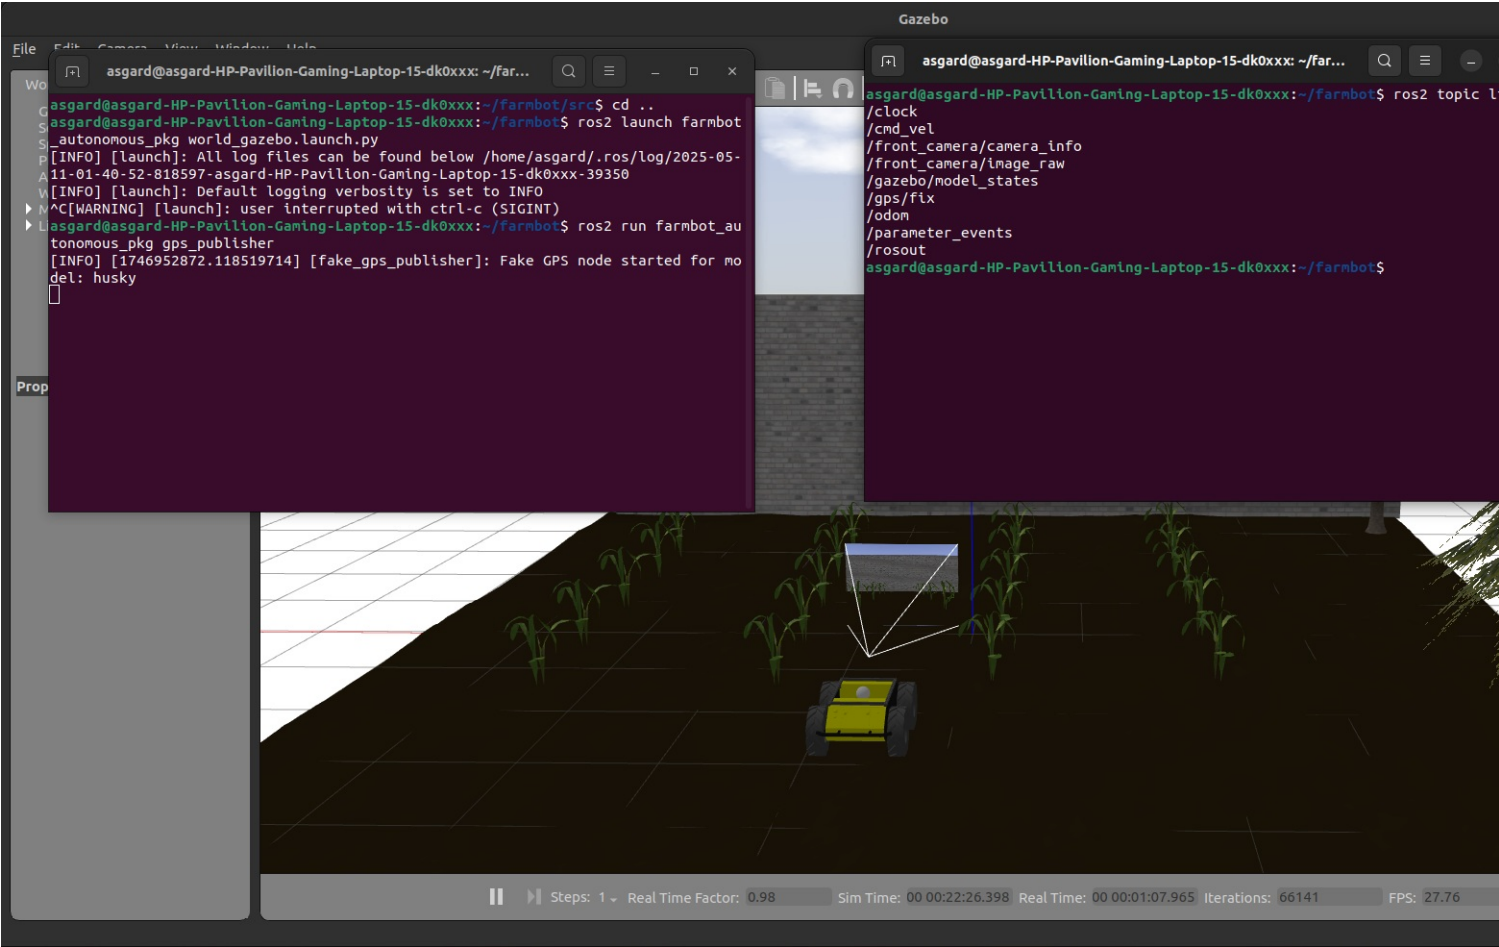 Gazebo
File Edit Camera View Window Help
asgard@asgard-HP-Pavilion-Gaming-Laptop-15-dk0xxx: ~/far...
asgard@asgard-HP-Pavilion-Gaming-Laptop-15-dk0xxx:~/farmbot/src$ cd ..
asgard@asgard-HP-Pavilion-Gaming-Laptop-15-dk0xxx:~/farmbot$ ros2 launch farmbot
_autonomous_pkg world_gazebo.launch.py
[INFO] [launch]: All log files can be found below /home/asgard/.ros/log/2025-05-
11-01-40-52-818597-asgard-HP-Pavilion-Gaming-Laptop-15-dk0xxx-39350
[INFO] [launch]: Default logging verbosity is set to INFO
^C[WARNING] [launch]: user interrupted with ctrl-c (SIGINT)
asgard@asgard-HP-Pavilion-Gaming-Laptop-15-dk0xxx:~/farmbot$ ros2 run farmbot_au
tonomous_pkg gps_publisher
[INFO] [1746952872.118519714] [fake_gps_publisher]: Fake GPS node started for mo
del: husky
asgard@asgard-HP-Pavilion-Gaming-Laptop-15-dk0xxx: ~/far...
asgard@asgard-HP-Pavilion-Gaming-Laptop-15-dk0xxx:~/farmbot$ ros2 topic l
/clock
/cmd_vel
/front_camera/camera_info
/front_camera/image_raw
/gazebo/model_states
/gps/fix
/odom
/parameter_events
/rosout
asgard@asgard-HP-Pavilion-Gaming-Laptop-15-dk0xxx:~/farmbot$
Wo
Prop
Steps: 1 Real Time Factor: 0.98 Sim Time: 00 00:22:26.398 Real Time: 00 00:01:07.965 Iterations: 66141 FPS: 27.76